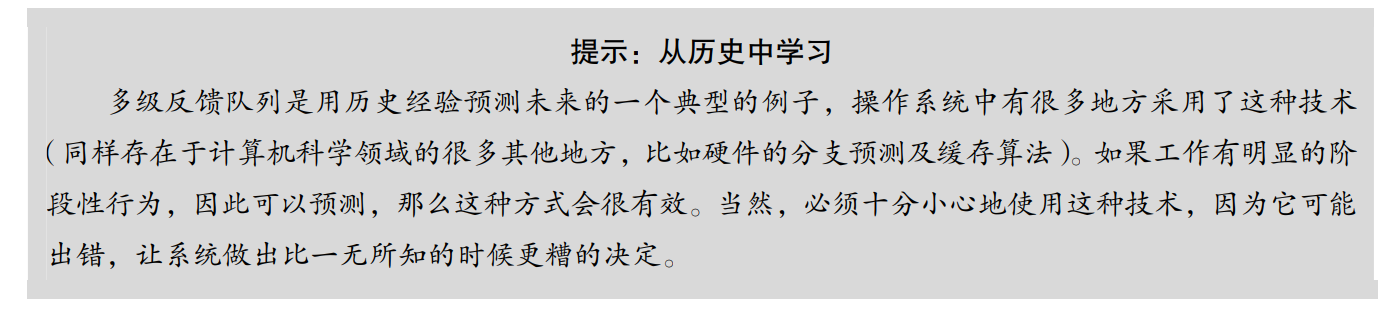 提示：从历史中学习
多级反馈队列是用历史经验预测未来的一个典型的例子，操作系统中有很多地方采用了这种技术
（同样存在于计算机科学领域的很多其他地方，比如硬件的分支预测及缓存算法）。如果工作有明显的阶
段性行为，因此可以预测，那么这种方式会很有效。当然，必须十分小心地使用这种技术，因为它可能
出错，让系统做出比一无所知的时候更糟的决定。